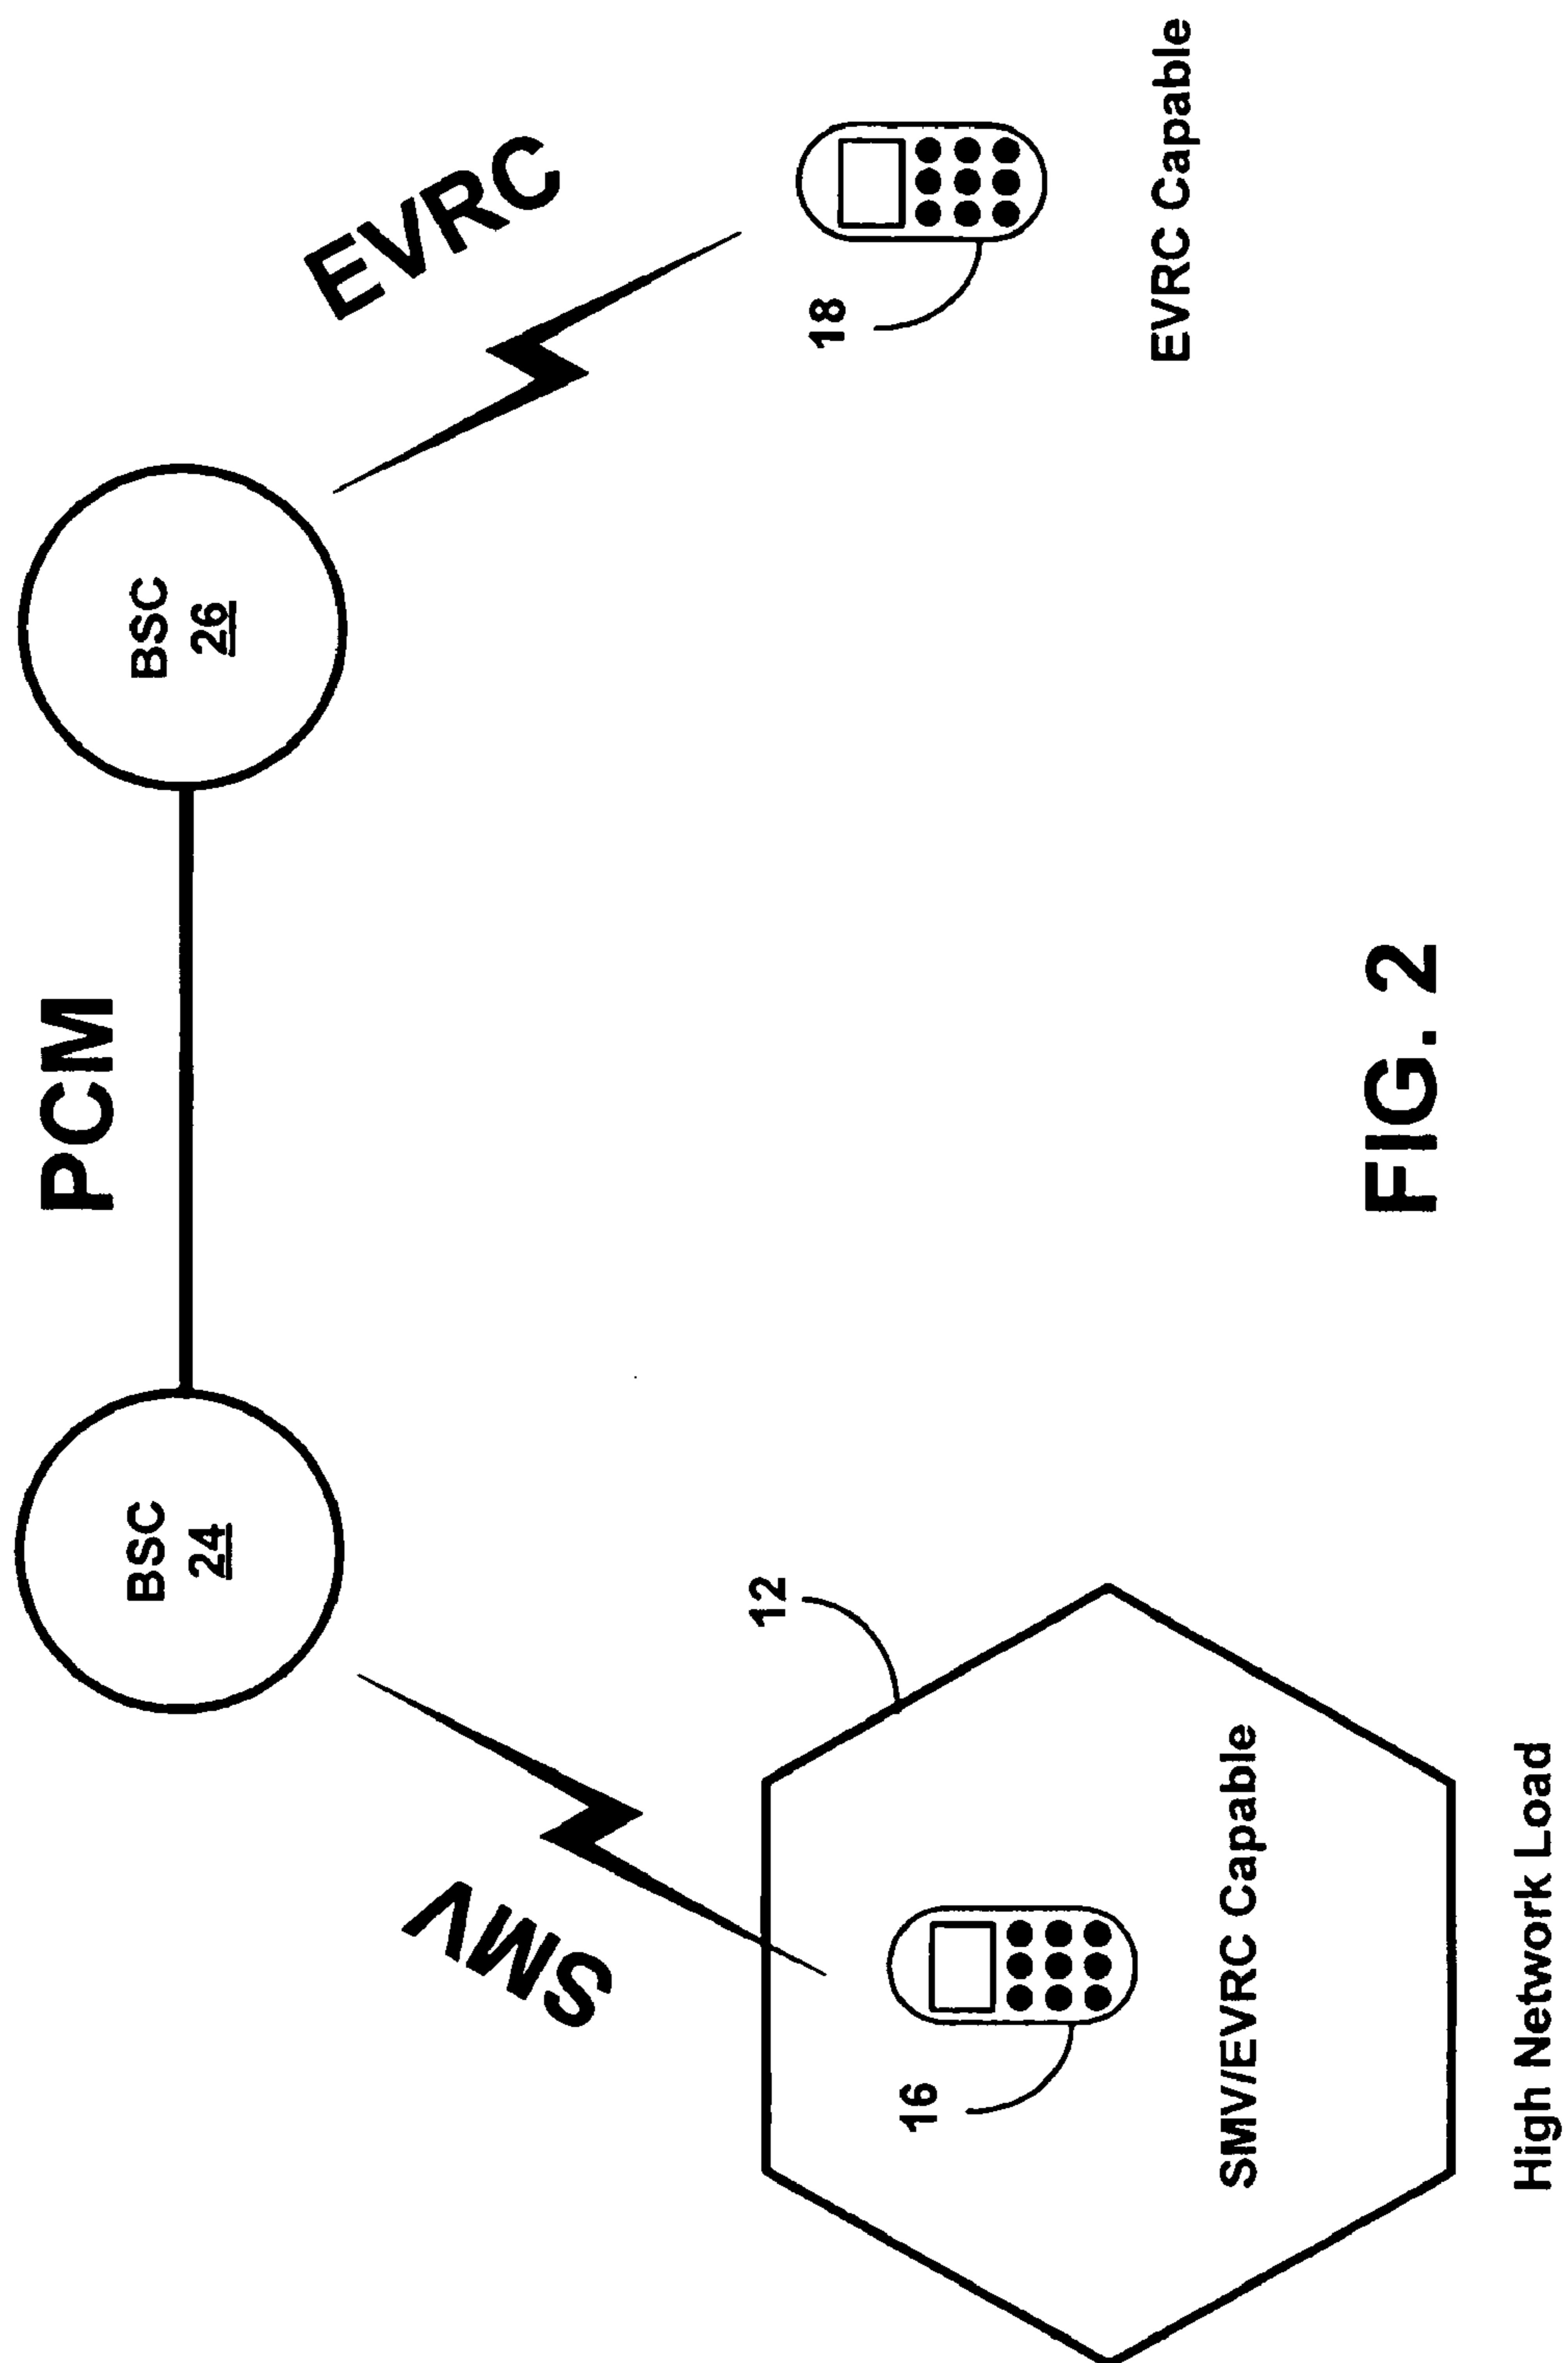 PCM
BSC
24
BSC
26
SMV
EVRC
12
18
16
EVRC Capable
SMV/EVRC Capable
High Network Load
FIG. 2